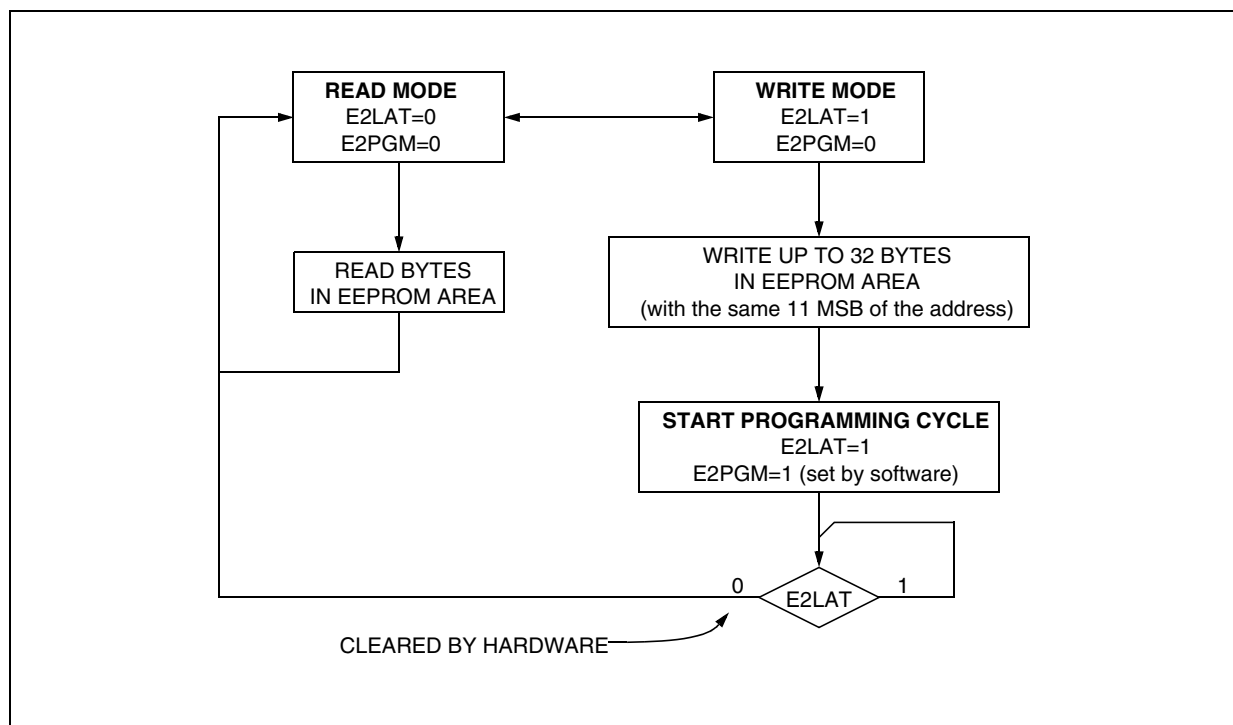 READ MODE
E2LAT=0
E2PGM=0
WRITE MODE
E2LAT=1
E2PGM=0
READ BYTES
IN EEPROM AREA
WRITE UP TO 32 BYTES
IN EEPROM AREA
(with the same 11 MSB of the address)
START PROGRAMMING CYCLE
E2LAT=1
E2PGM=1 (set by software)
0
E2LAT
1
CLEARED BY HARDWARE